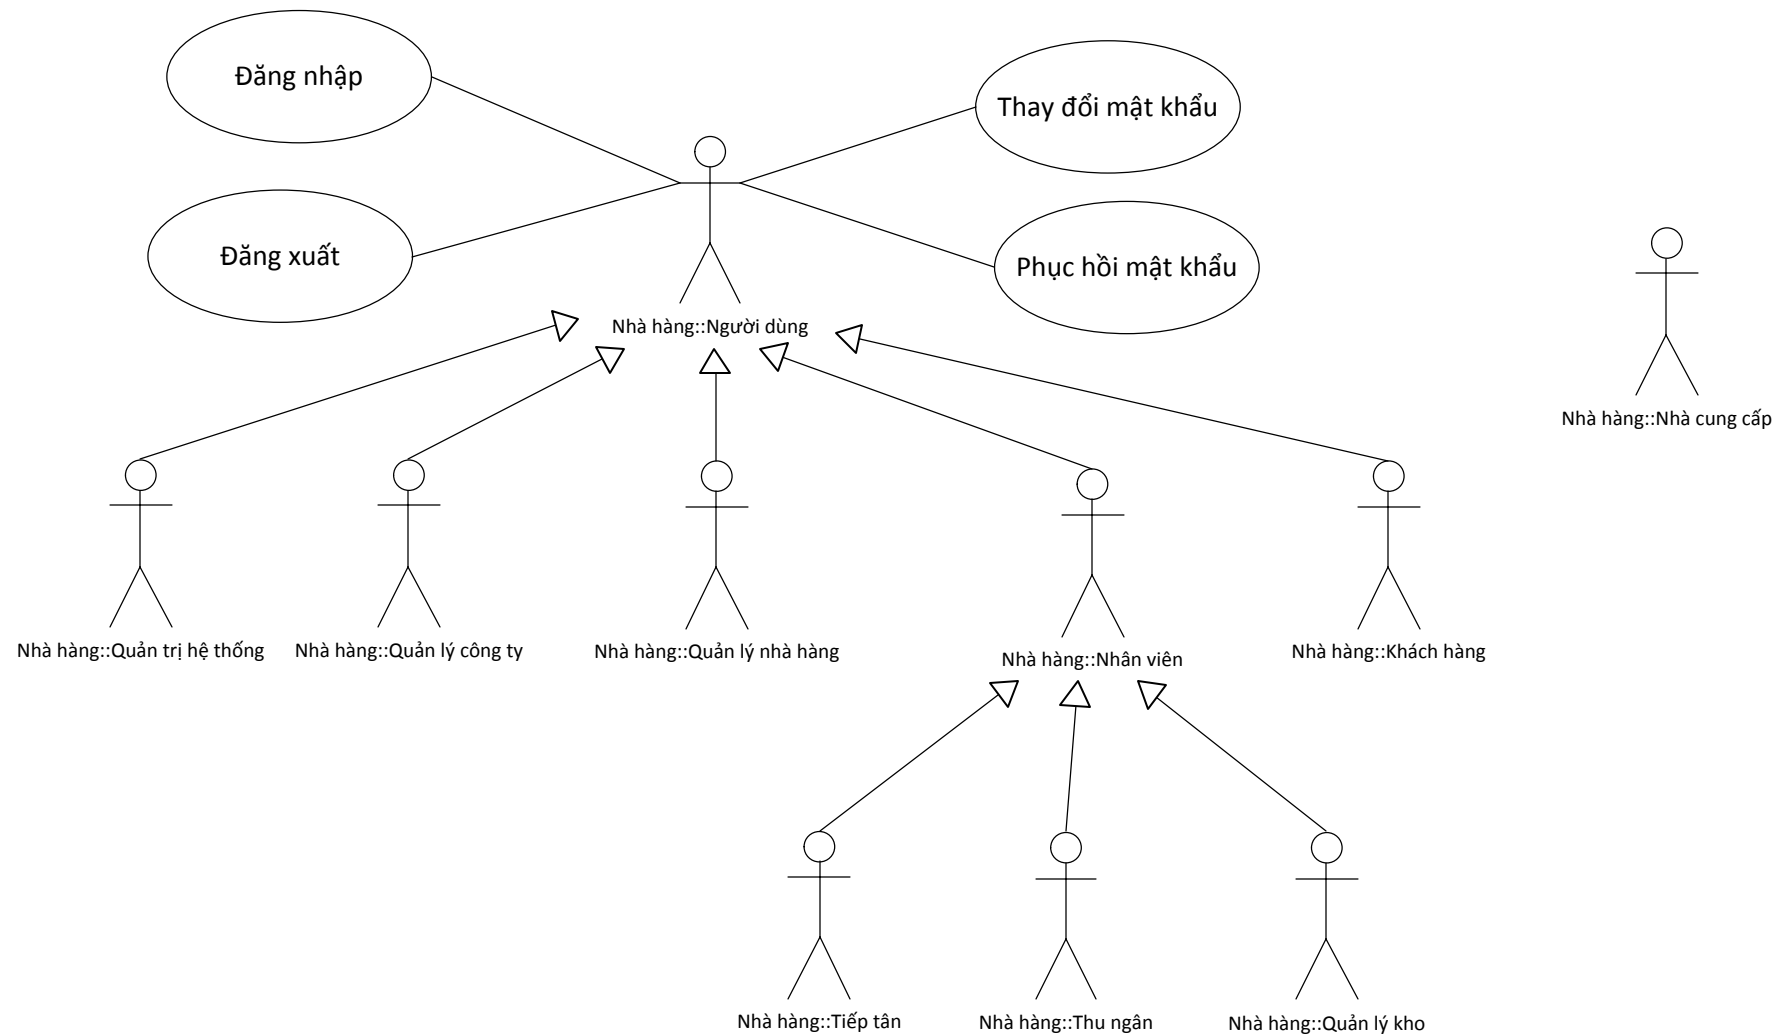 Đăng nhập
Thay đổi mật khẩu
Đăng xuất
Phục hồi mật khẩu
Nhà hàng::Người dùng
Nhà hàng::Nhà cung cấp
Nhà hàng::Quản trị hệ thống
Nhà hàng::Quản lý công ty
Nhà hàng::Quản lý nhà hàng
Nhà hàng::Nhân viên
Nhà hàng::Khách hàng
Nhà hàng::Tiếp tân
Nhà hàng::Thu ngân
Nhà hàng::Quản lý kho